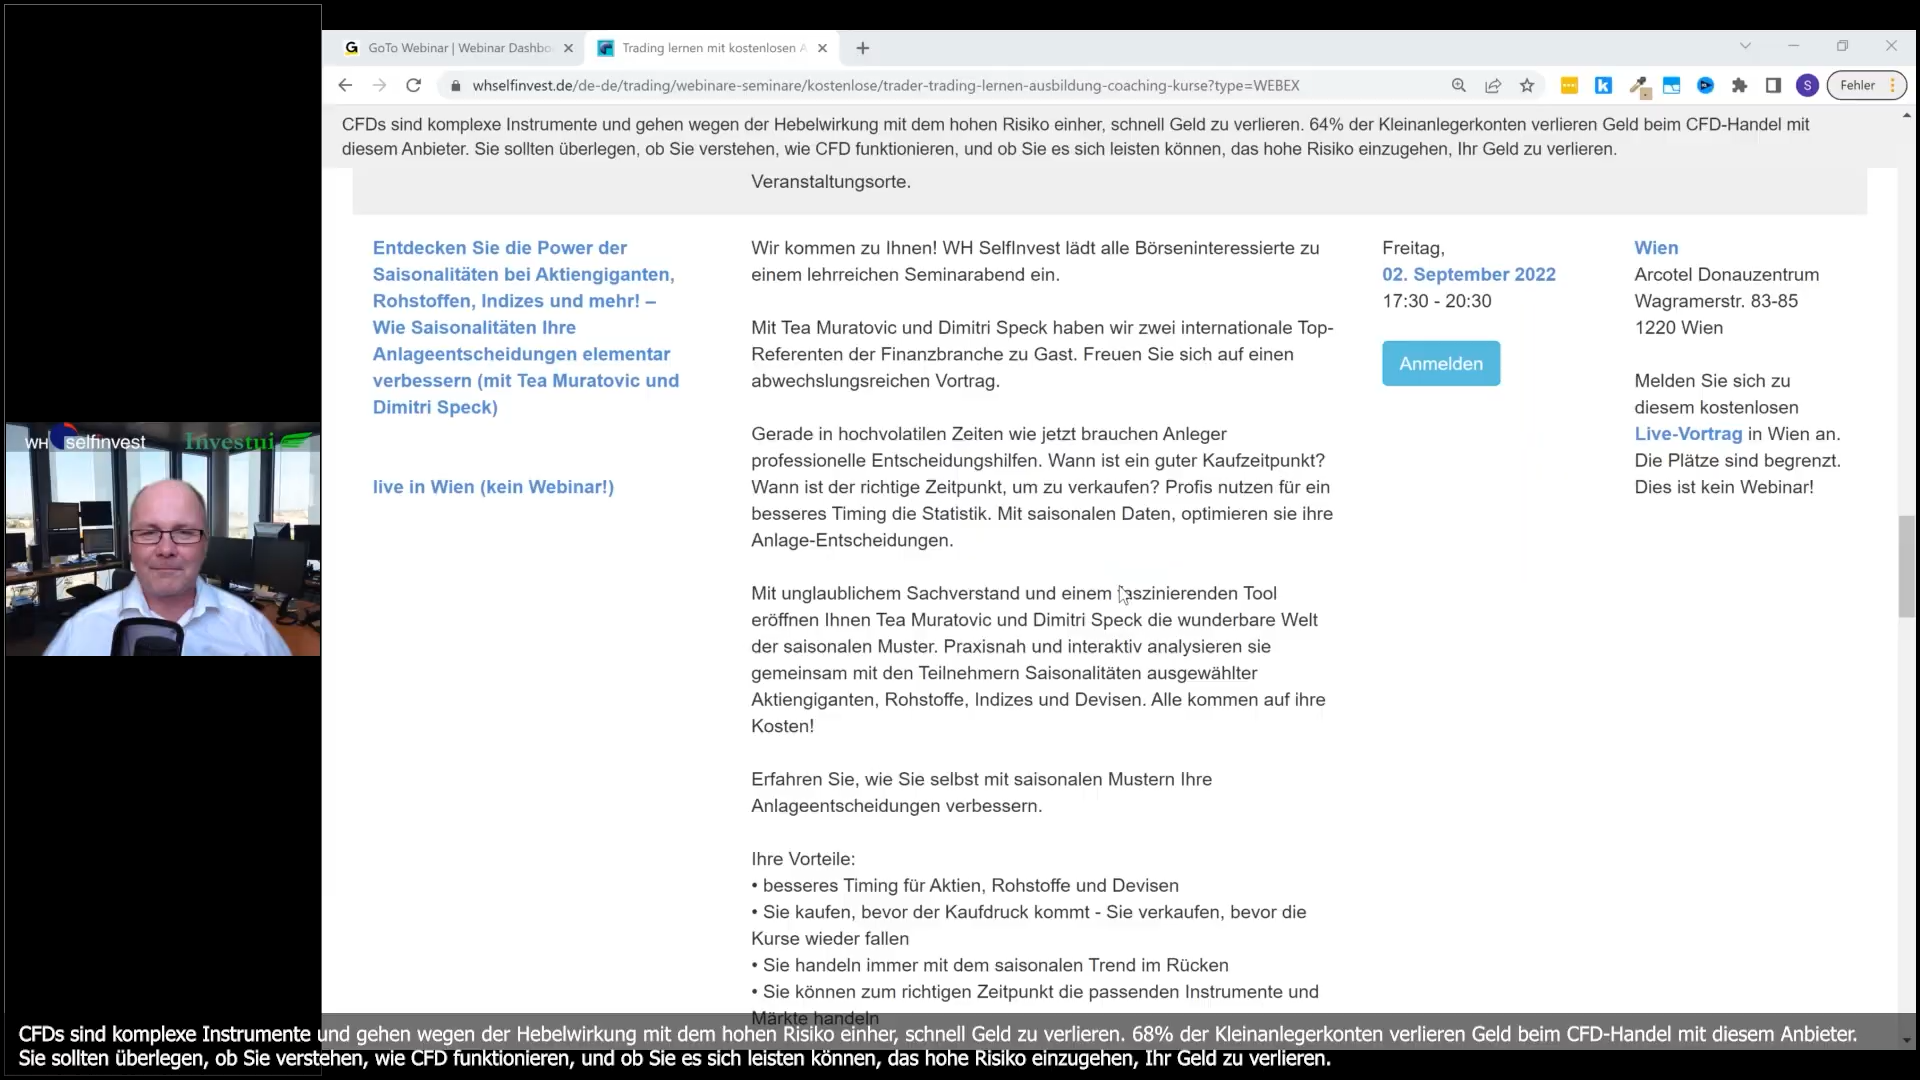 GoTo Webinar | Webinar Dashbo
Trading lernen mit kostenlosen A
whselfinvest.de/de-de/trading/webinare-seminare/kostenlose/trader-trading-lernen-ausbildung-coaching-kurse?type=WEBEX
S
Fehler
CFDs sind komplexe Instrumente und gehen wegen der Hebelwirkung mit dem hohen Risiko einher, schnell Geld zu verlieren. 64% der Kleinanlegerkonten verlieren Geld beim CFD-Handel mit
diesem Anbieter. Sie sollten überlegen, ob Sie verstehen, wie CFD funktionieren, und ob Sie es sich leisten können, das hohe Risiko einzugehen, Ihr Geld zu verlieren.
Veranstaltungsorte.
Entdecken Sie die Power der
Saisonalitäten bei Aktiengiganten,
Rohstoffen, Indizes und mehr! –
Wie Saisonalitäten Ihre
Anlageentscheidungen elementar
verbessern (mit Tea Muratovic und
Dimitri Speck)
live in Wien (kein Webinar!)
Wir kommen zu Ihnen! WH SelfInvest lädt alle Börseninteressierte zu
einem lehrreichen Seminarabend ein.
Mit Tea Muratovic und Dimitri Speck haben wir zwei internationale Top-
Referenten der Finanzbranche zu Gast. Freuen Sie sich auf einen
abwechslungsreichen Vortrag.
Gerade in hochvolatilen Zeiten wie jetzt brauchen Anleger
professionelle Entscheidungshilfen. Wann ist ein guter Kaufzeitpunkt?
Wann ist der richtige Zeitpunkt, um zu verkaufen? Profis nutzen für ein
besseres Timing die Statistik. Mit saisonalen Daten, optimieren sie ihre
Anlage-Entscheidungen.
Mit unglaublichem Sachverstand und einem faszinierenden Tool
eröffnen Ihnen Tea Muratovic und Dimitri Speck die wunderbare Welt
der saisonalen Muster. Praxisnah und interaktiv analysieren sie
gemeinsam mit den Teilnehmern Saisonalitäten ausgewählter
Aktiengiganten, Rohstoffe, Indizes und Devisen. Alle kommen auf ihre
Kosten!
Erfahren Sie, wie Sie selbst mit saisonalen Mustern Ihre
Anlageentscheidungen verbessern.
Ihre Vorteile:
• besseres Timing für Aktien, Rohstoffe und Devisen
• Sie kaufen, bevor der Kaufdruck kommt - Sie verkaufen, bevor die
Kurse wieder fallen
• Sie handeln immer mit dem saisonalen Trend im Rücken
• Sie können zum richtigen Zeitpunkt die passenden Instrumente und
Märkte handeln
Freitag,
02. September 2022
17:30 - 20:30
Anmelden
Wien
Arcotel Donauzentrum
Wagramerstr. 83-85
1220 Wien
Melden Sie sich zu
diesem kostenlosen
Live-Vortrag in Wien an.
Die Plätze sind begrenzt.
Dies ist kein Webinar!
WH selfinvest
Investui
CFDs sind komplexe Instrumente und gehen wegen der Hebelwirkung mit dem hohen Risiko einher, schnell Geld zu verlieren. 68% der Kleinanlegerkonten verlieren Geld beim CFD-Handel mit diesem Anbieter.
Sie sollten überlegen, ob Sie verstehen, wie CFD funktionieren, und ob Sie es sich leisten können, das hohe Risiko einzugehen, Ihr Geld zu verlieren.